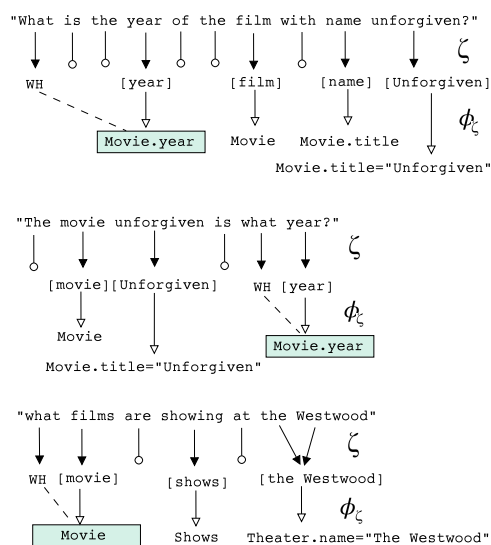 "What is the year of the film with name unforgiven?"
ζ
WH [year] [film] [name] [Unforgiven]
ϕζ
Movie.year Movie Movie.title
Movie.title="Unforgiven"
"The movie unforgiven is what year?"
ζ
[movie][Unforgiven] WH [year]
ϕζ
Movie Movie.year
Movie.title="Unforgiven"
"what films are showing at the Westwood"
ζ
WH [movie] [shows] [the Westwood]
ϕζ
Movie Shows Theater.name="The Westwood"